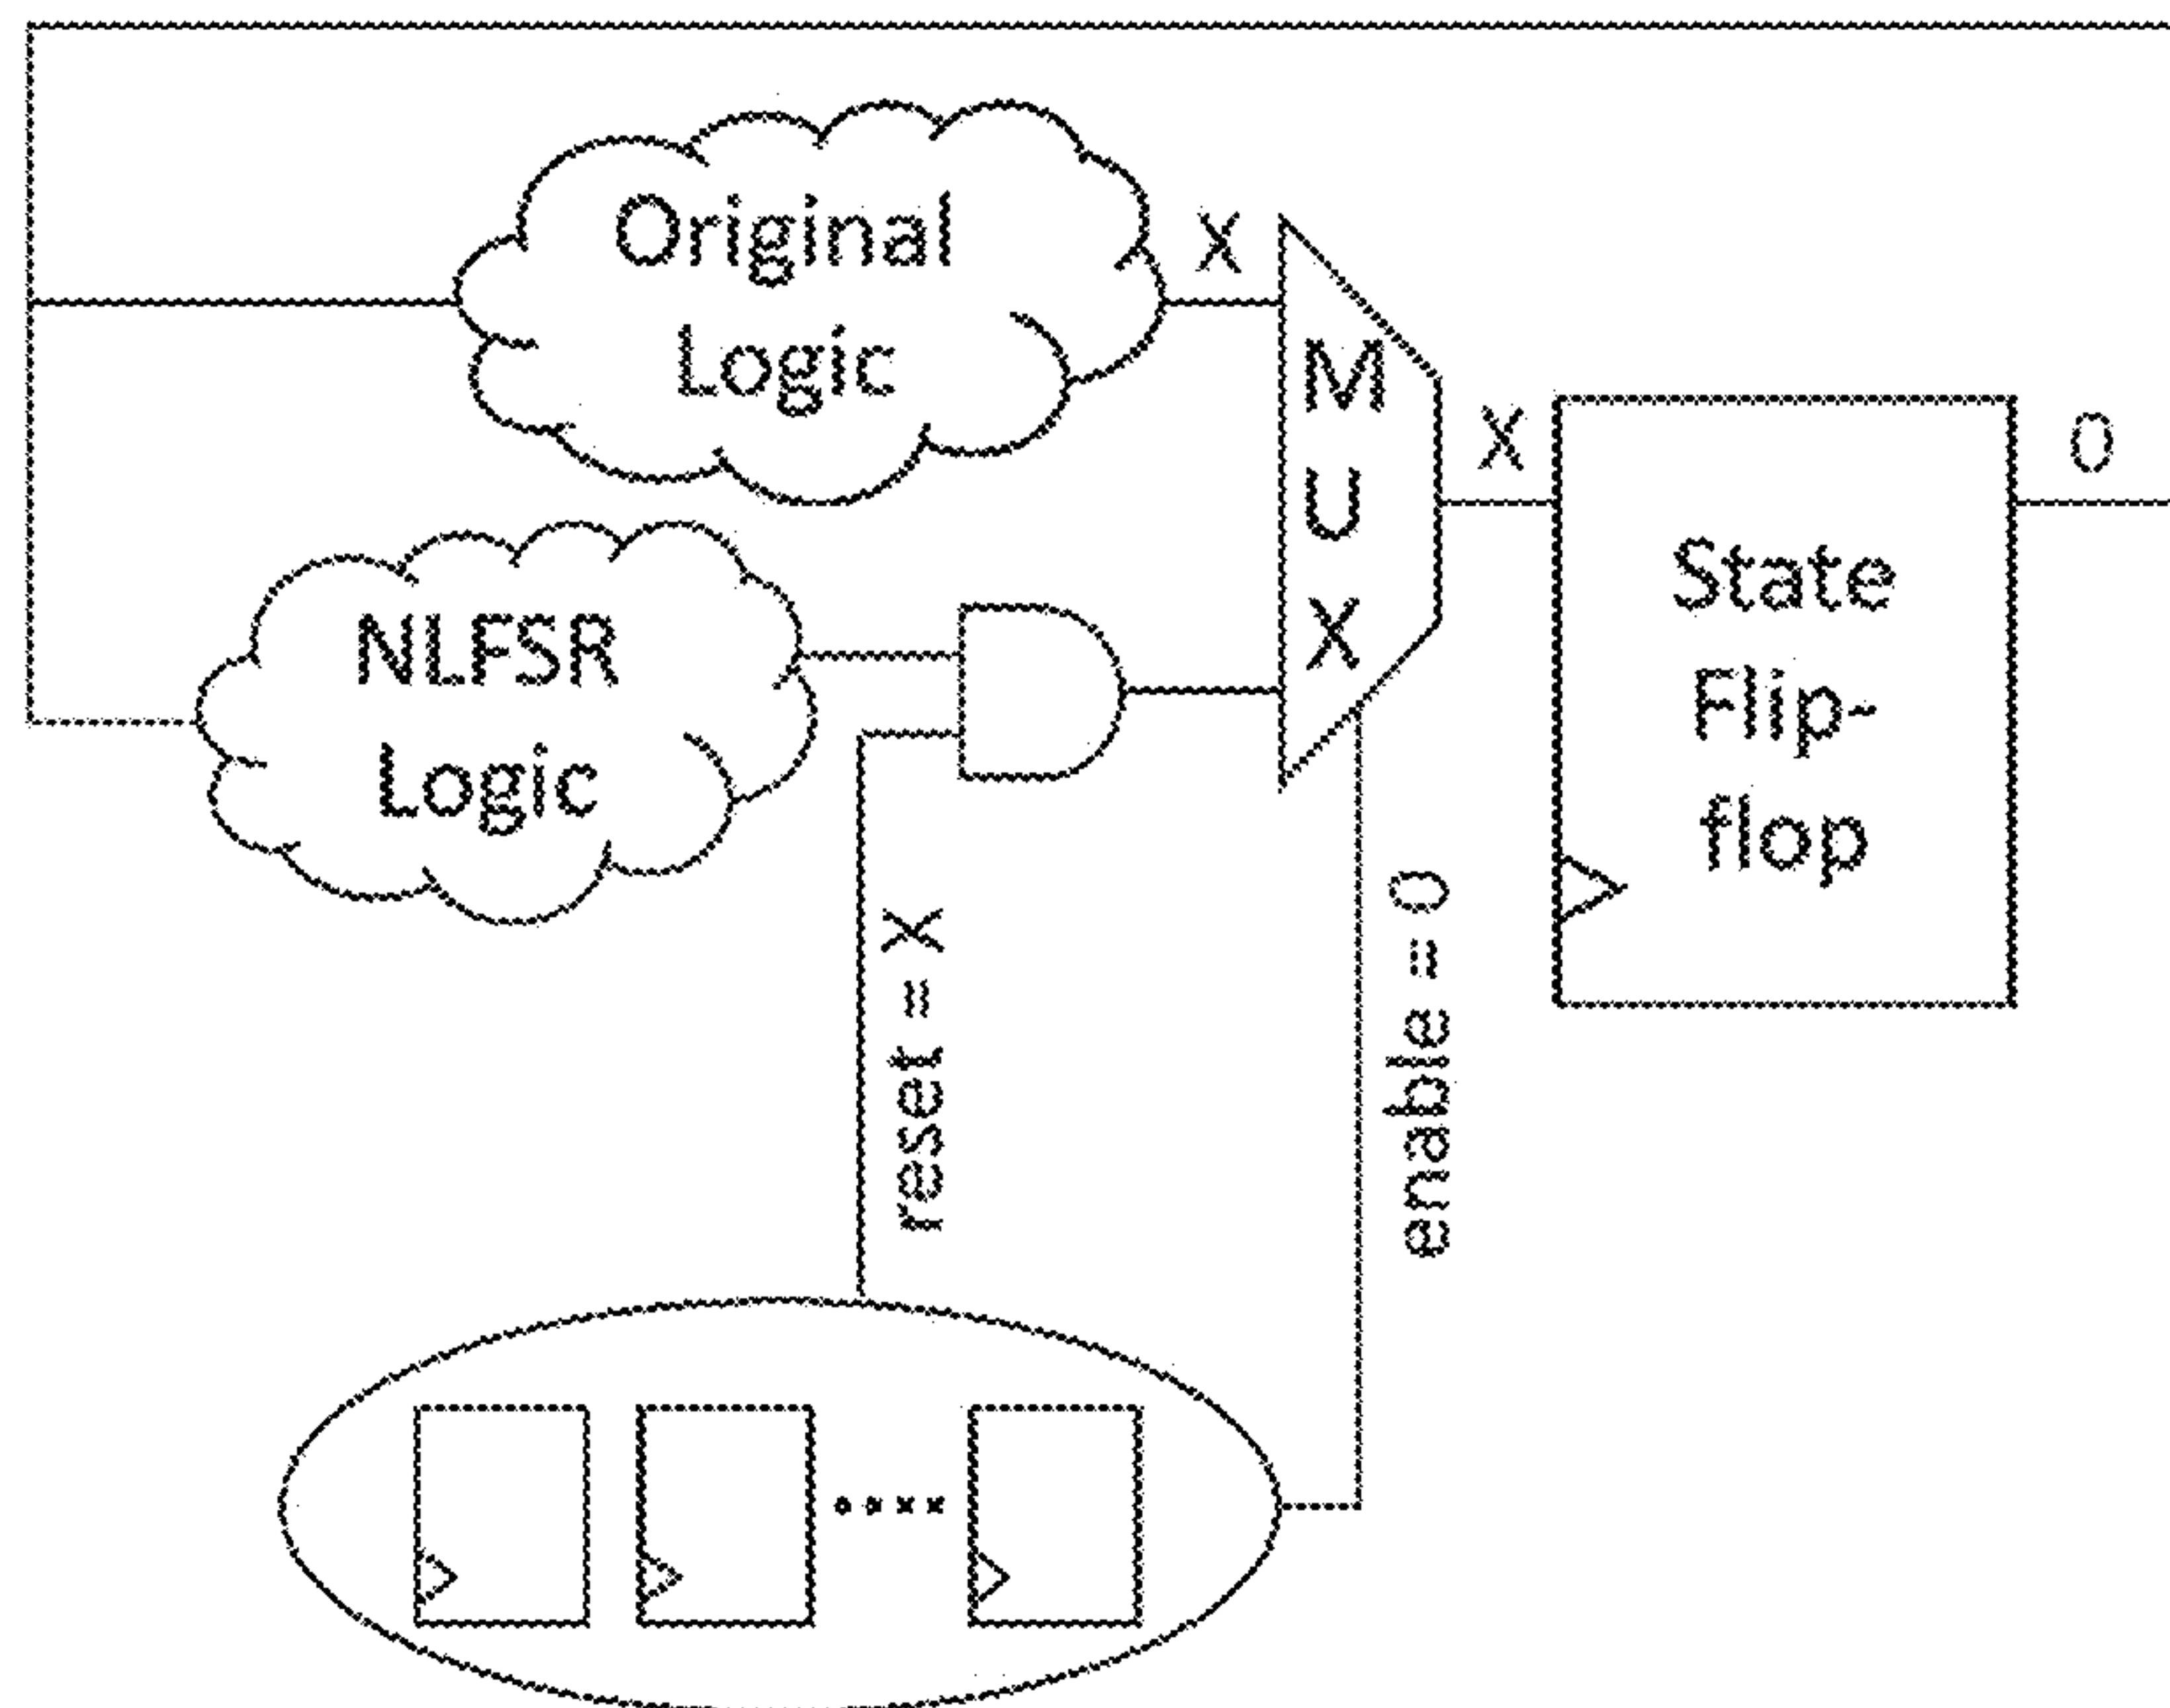 Original
Logic
X
M
U
X
X
State
Flip-
flop
0
NLFSR
Logic
reset = X
enable = 0